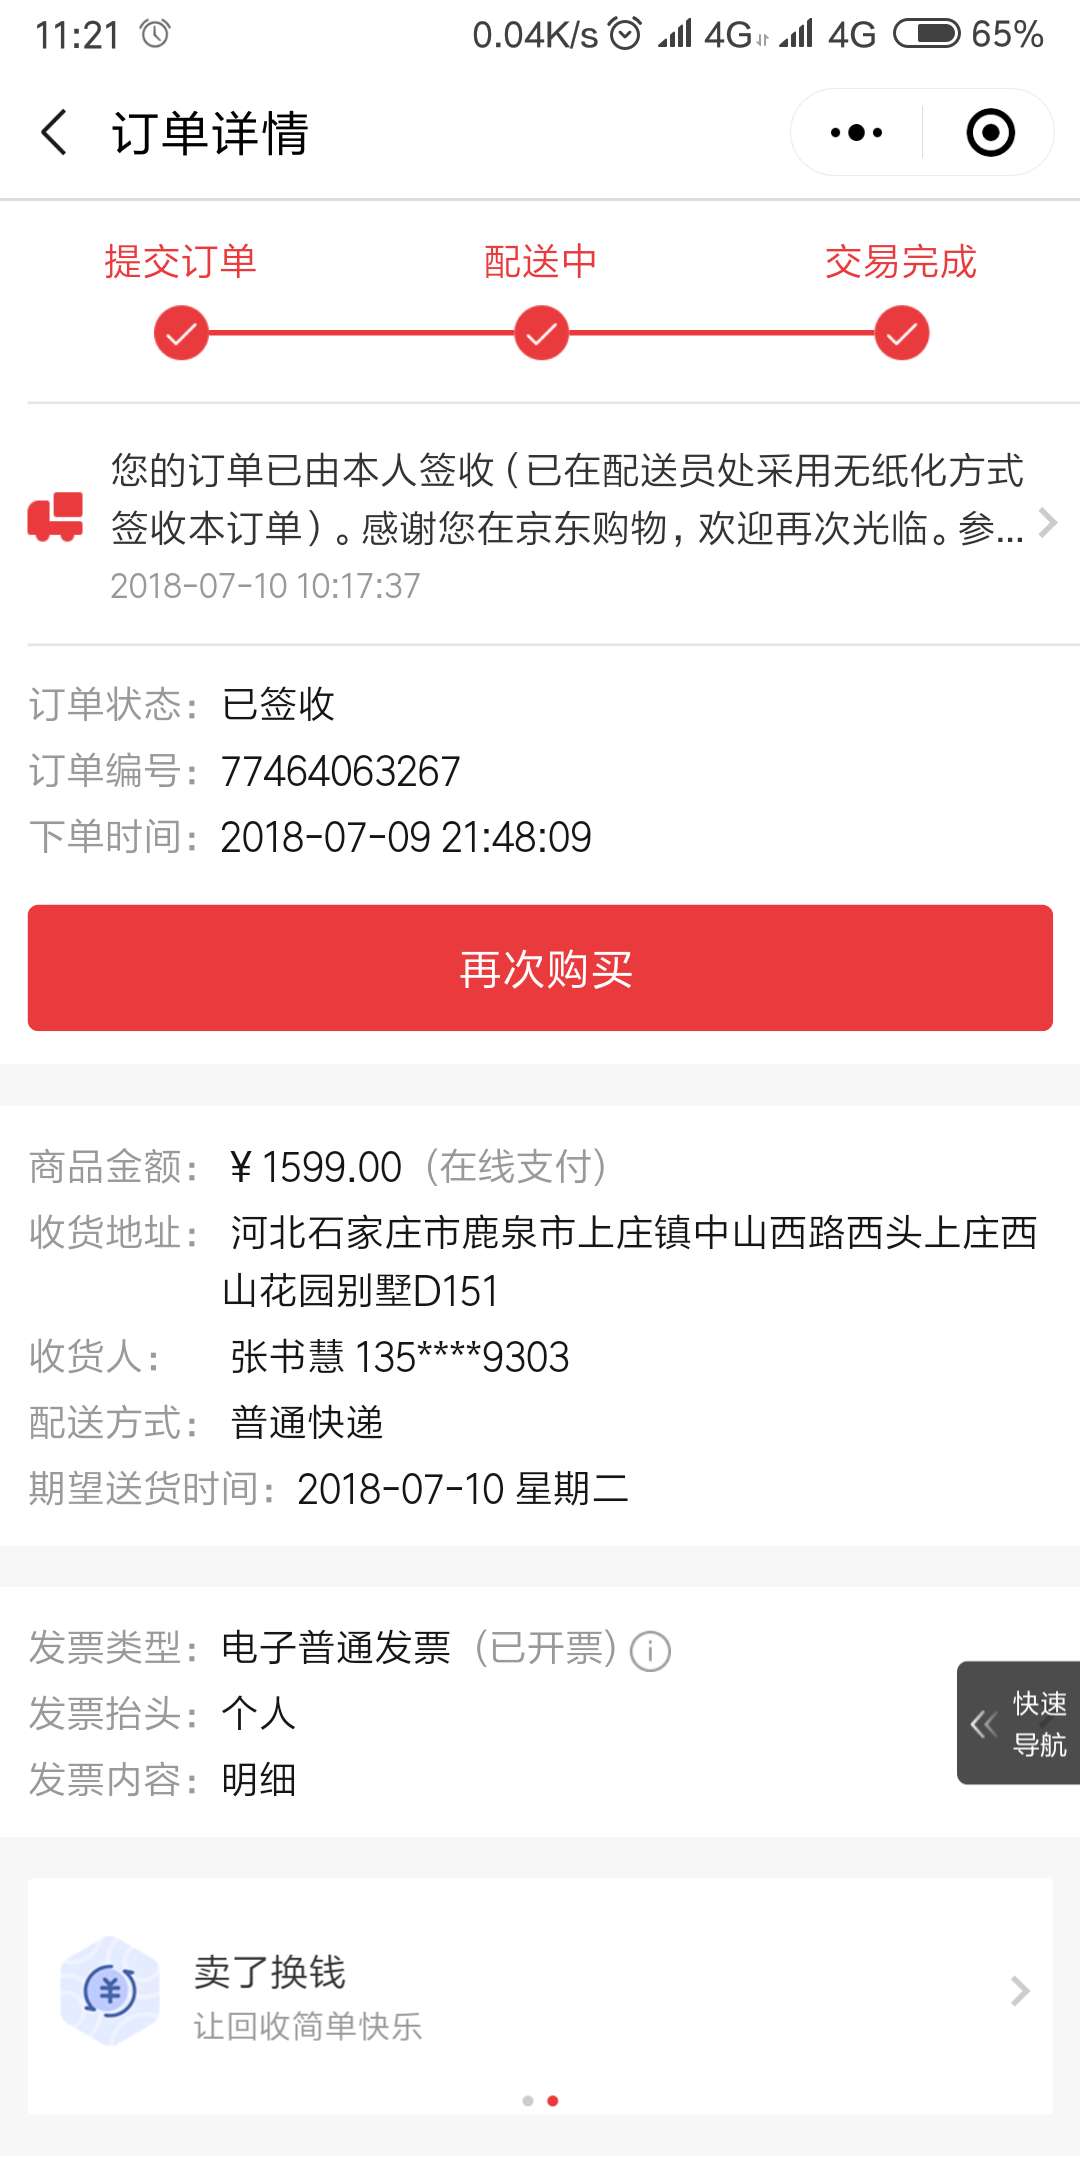 11:21 0.04K/s 4G 4G 65%
订单详情
提交订单 配送中 交易完成
您的订单已由本人签收（已在配送员处采用无纸化方式
签收本订单）。感谢您在京东购物，欢迎再次光临。参...
2018-07-10 10:17:37
订单状态： 已签收
订单编号： 77464063267
下单时间： 2018-07-09 21:48:09
再次购买
商品金额： ¥ 1599.00（在线支付）
收货地址： 河北石家庄市鹿泉市上庄镇中山西路西头上庄西
山花园别墅D151
收货人： 张书慧 135****9303
配送方式： 普通快递
期望送货时间： 2018-07-10 星期二
发票类型： 电子普通发票（已开票）
发票抬头： 个人
发票内容： 明细
快速
导航
卖了换钱
让回收简单快乐